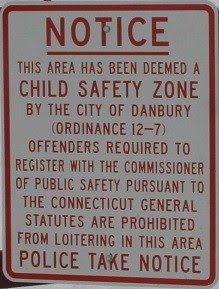 NOTICE
THIS AREA HAS BEEN DEEMED A
CHILD SAFETY ZONE
BY THE CITY OF DANBURY
(ORDINANCE 12-7)
OFFENDERS REQUIRED TO
REGISTER WITH THE COMMISSIONER
OF PUBLIC SAFETY PURSUANT TO
THE CONNECTICUT GENERAL
STATUTES ARE PROHIBITED
FROM LOITERING IN THIS AREA
POLICE TAKE NOTICE